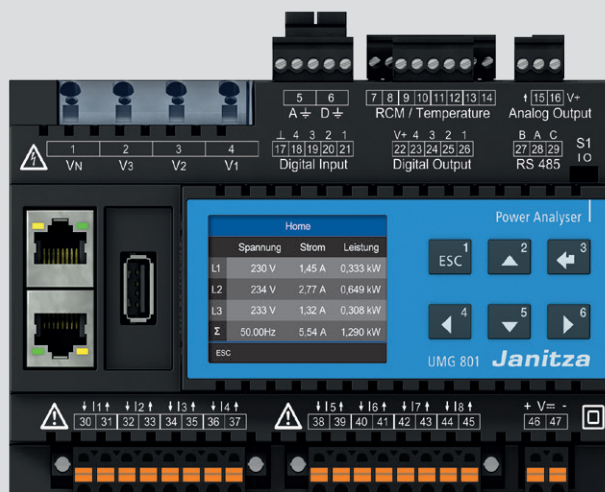 5 6
A ⏚ D ⏚
7 8 9 10 11 12 13 14
RCM / Temperature
↑ 15 16 V+
Analog Output
1 2 3 4
VN V3 V2 V1
⊥ 4 3 2 1
17 18 19 20 21
Digital Input
V+ 4 3 2 1
22 23 24 25 26
Digital Output
B A C
27 28 29
RS 485
S1
I O
Power Analyser
Home
Spannung Strom Leistung
L1 230 V 1,45 A 0,333 kW
L2 234 V 2,77 A 0,649 kW
L3 233 V 1,32 A 0,308 kW
Σ 50.00Hz 5,54 A 1,290 kW
ESC
ESC 1
2
3
4
5
6
UMG 801 Janitza
↓ I1 ↑ ↓ I2 ↑ ↓ I3 ↑ ↓ I4 ↑
30 31 32 33 34 35 36 37
↓ I5 ↑ ↓ I6 ↑ ↓ I7 ↑ ↓ I8 ↑
38 39 40 41 42 43 44 45
+ V= -
46 47